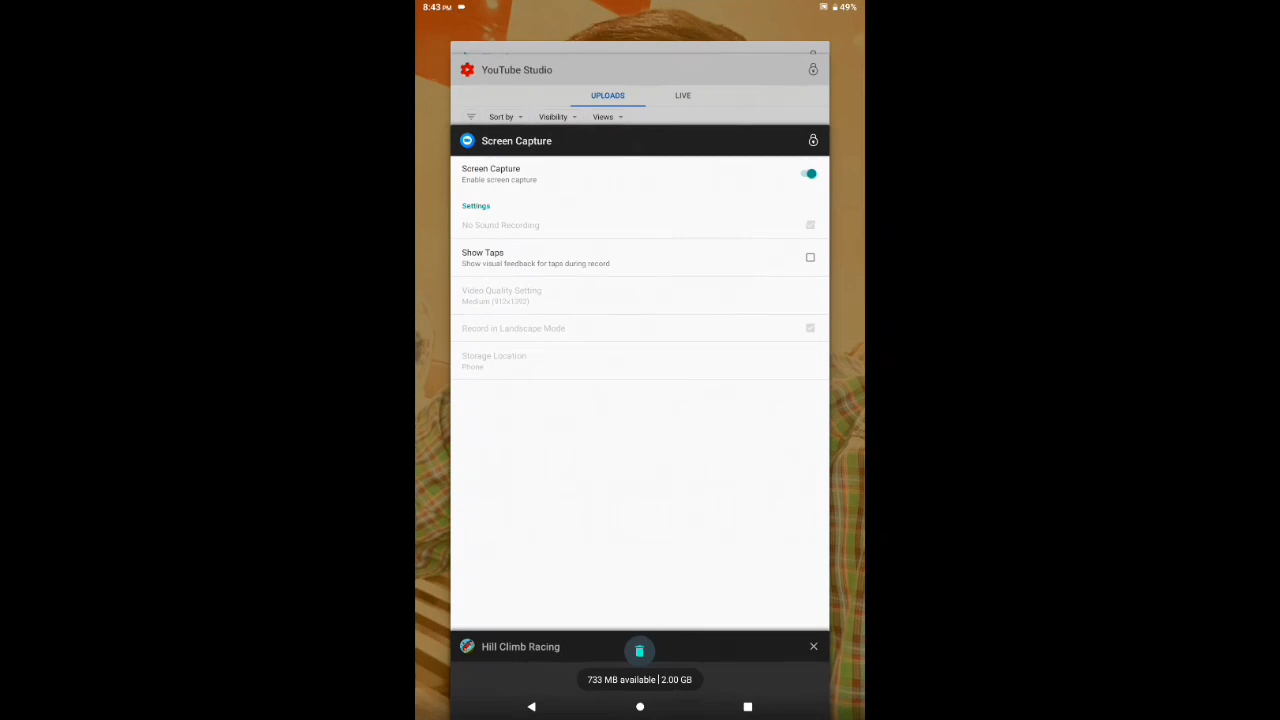 8:43 PM
49%
YouTube Studio
UPLOADS LIVE
Sort by Visibility Views
Screen Capture
Screen Capture
Enable screen capture
Settings
No Sound Recording
Show Taps
Show visual feedback for taps during record
Video Quality Setting
Medium (912x1392)
Record in Landscape Mode
Storage Location
Phone
Hill Climb Racing
733 MB available | 2.00 GB